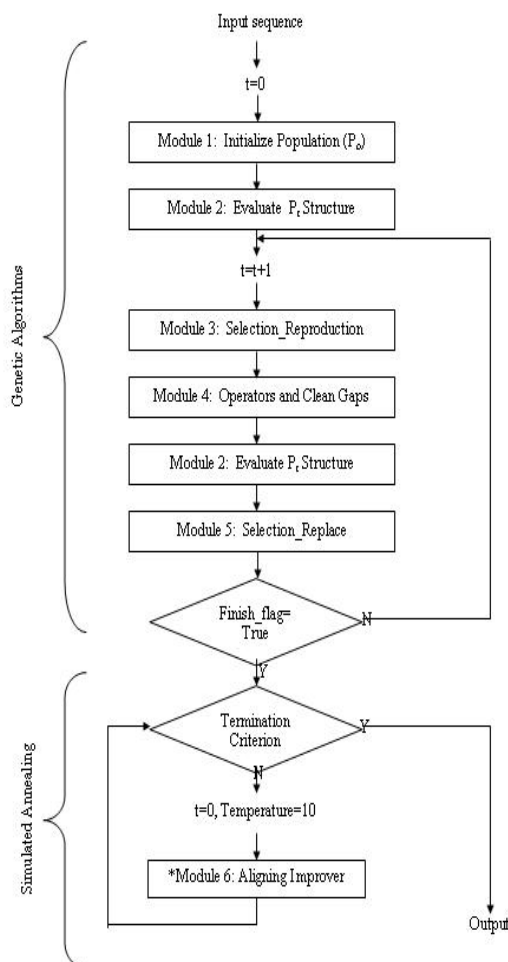 Input sequence
t=0
Module 1: Initialize Population (Pₒ)
Module 2: Evaluate Pₜ Structure
t=t+1
Module 3: Selection_Reproduction
Module 4: Operators and Clean Gaps
Module 2: Evaluate Pₜ Structure
Module 5: Selection_Replace
Finish_flag=
True
N
Y
Termination
Criterion
Y
N
t=0, Temperature=10
*Module 6: Aligning Improver
Output
Genetic Algorithms
Simulated Annealing